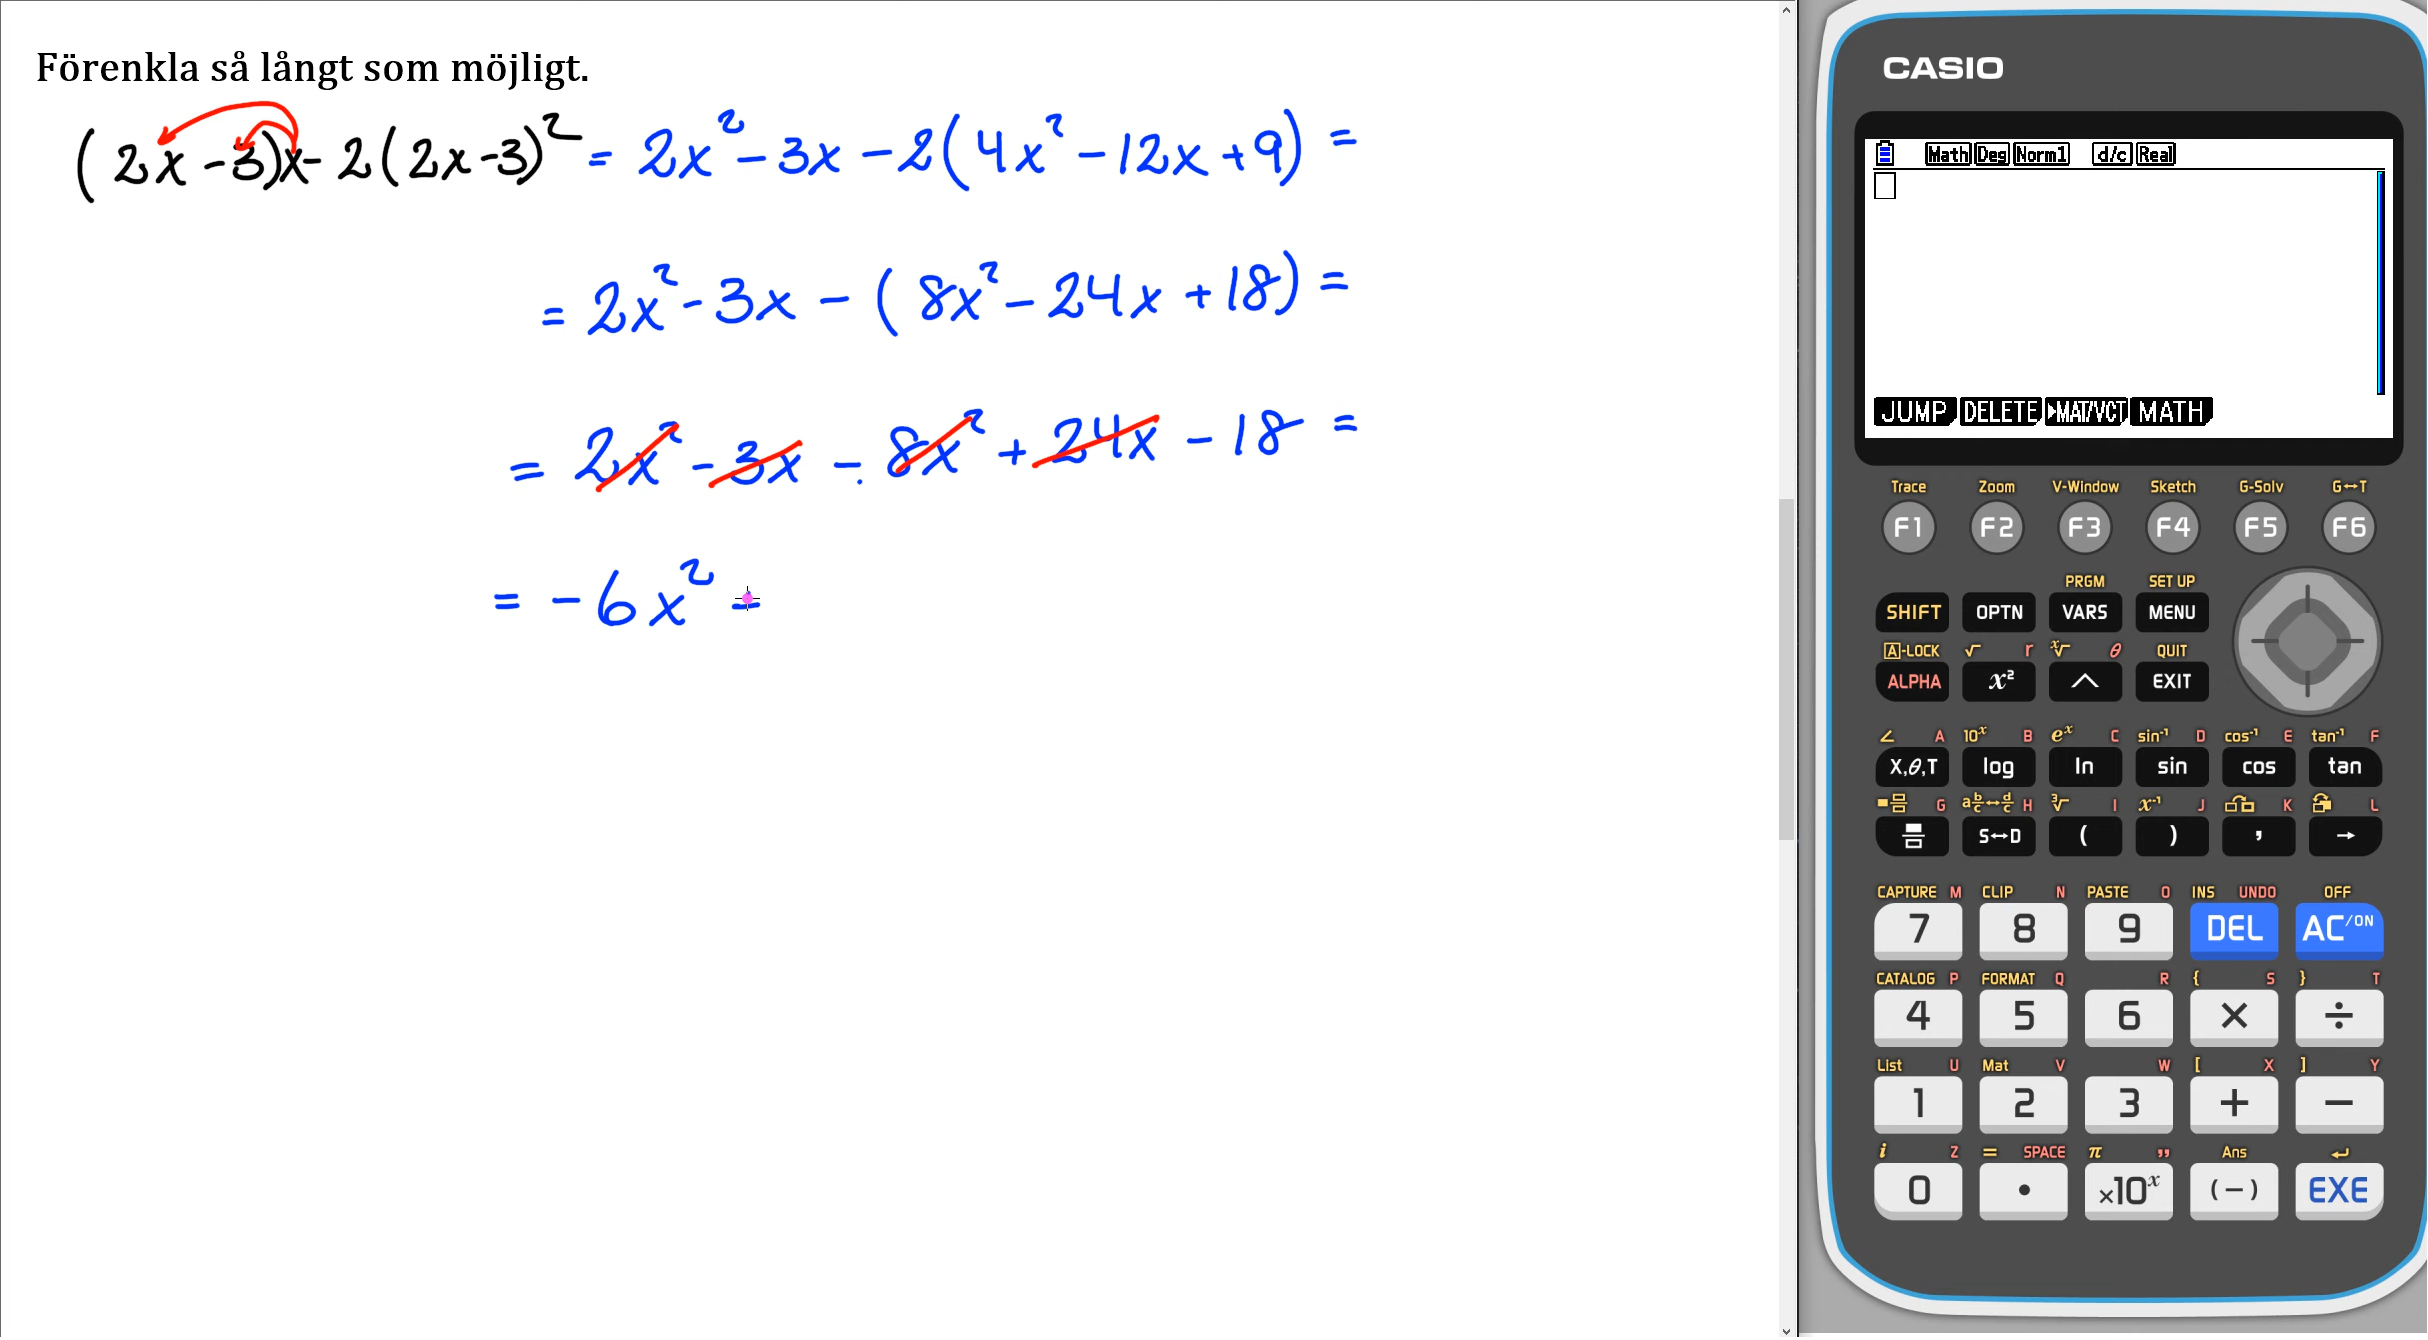 Förenkla så långt som möjligt.
(2x-3)x-2(2x-3)² = 2x²-3x-2(4x²-12x+9) =
= 2x²-3x-(8x²-24x+18) =
= 2x²-3x-8x²+24x-18 =
= -6x² -
CASIO
Math Deg Norm1 d/c Real
JUMP DELETE ▶MAT/VCT MATH
Trace Zoom V-Window Sketch G-Solv G↔T
F1 F2 F3 F4 F5 F6
PRGM SET UP
SHIFT OPTN VARS MENU
A-LOCK √ r ˣ√ θ QUIT
ALPHA x² ^ EXIT
∠ A 10ˣ B eˣ C sin⁻¹ D cos⁻¹ E tan⁻¹ F
X,θ,T log ln sin cos tan
G a b/c↔d/c H ³√ I x⁻¹ J K L
S↔D ( ) , →
CAPTURE M CLIP N PASTE O INS UNDO OFF
7 8 9 DEL AC/ON
CATALOG P FORMAT Q R { S } T
4 5 6 × ÷
List U Mat V W [ X ] Y
1 2 3 + −
i Z = SPACE π " Ans ↵
0 • ×10ˣ (−) EXE